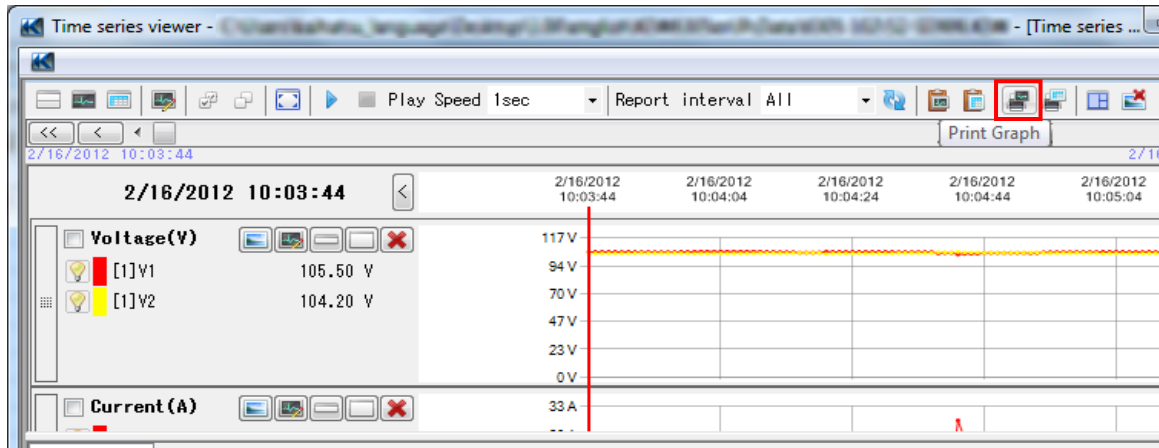 Time series viewer - - [Time series ...
Play Speed 1sec Report interval All
<< < Print Graph
2/16/2012 10:03:44 2/1
2/16/2012 10:03:44 <
2/16/2012 10:03:44 2/16/2012 10:04:04 2/16/2012 10:04:24 2/16/2012 10:04:44 2/16/2012 10:05:04
Voltage(V) 117 V
[1]V1 105.50 V 94 V
[1]V2 104.20 V 70 V
47 V
23 V
0 V
Current(A) 33 A